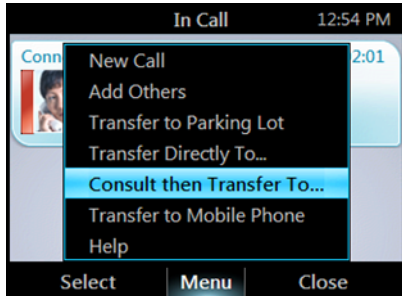 In Call 12:54 PM
Conn 2:01
New Call
Add Others
Transfer to Parking Lot
Transfer Directly To...
Consult then Transfer To...
Transfer to Mobile Phone
Help
Select Menu Close